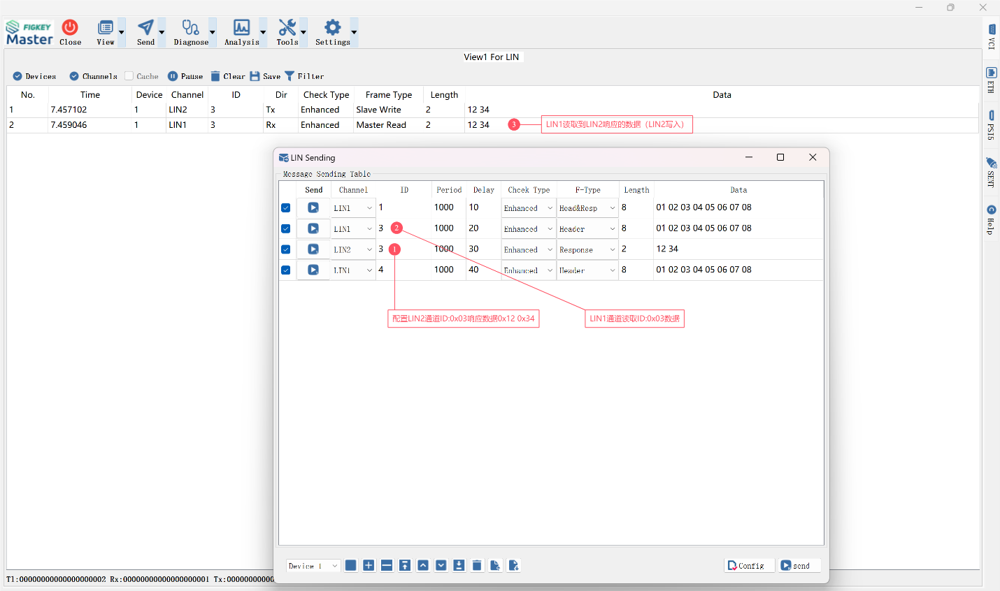 FIGKEY
Master
Close View Send Diagnose Analysis Tools Settings
View1 For LIN
Devices Channels Cache Pause Clear Save Filter
No. Time Device Channel ID Dir Check Type Frame Type Length Data
1 7.457102 1 LIN2 3 Tx Enhanced Slave Write 2 12 34
2 7.459046 1 LIN1 3 Rx Enhanced Master Read 2 12 34
3 LIN1读取到LIN2响应的数据（LIN2写入）
LIN Sending
Message Sending Table
Send Channel ID Period Delay Chcek Type F-Type Length Data
LIN1 1 1000 10 Enhanced Head&Resp 8 01 02 03 04 05 06 07 08
LIN1 3 2 1000 20 Enhanced Header 8 01 02 03 04 05 06 07 08
LIN2 3 1 1000 30 Enhanced Response 2 12 34
LIN1 4 1000 40 Enhanced Header 8 01 02 03 04 05 06 07 08
配置LIN2通道ID:0x03响应数据0x12 0x34
LIN1通道读取ID:0x03数据
Device 1 Config send
VCI
ETH
PSI5
SENT
Help